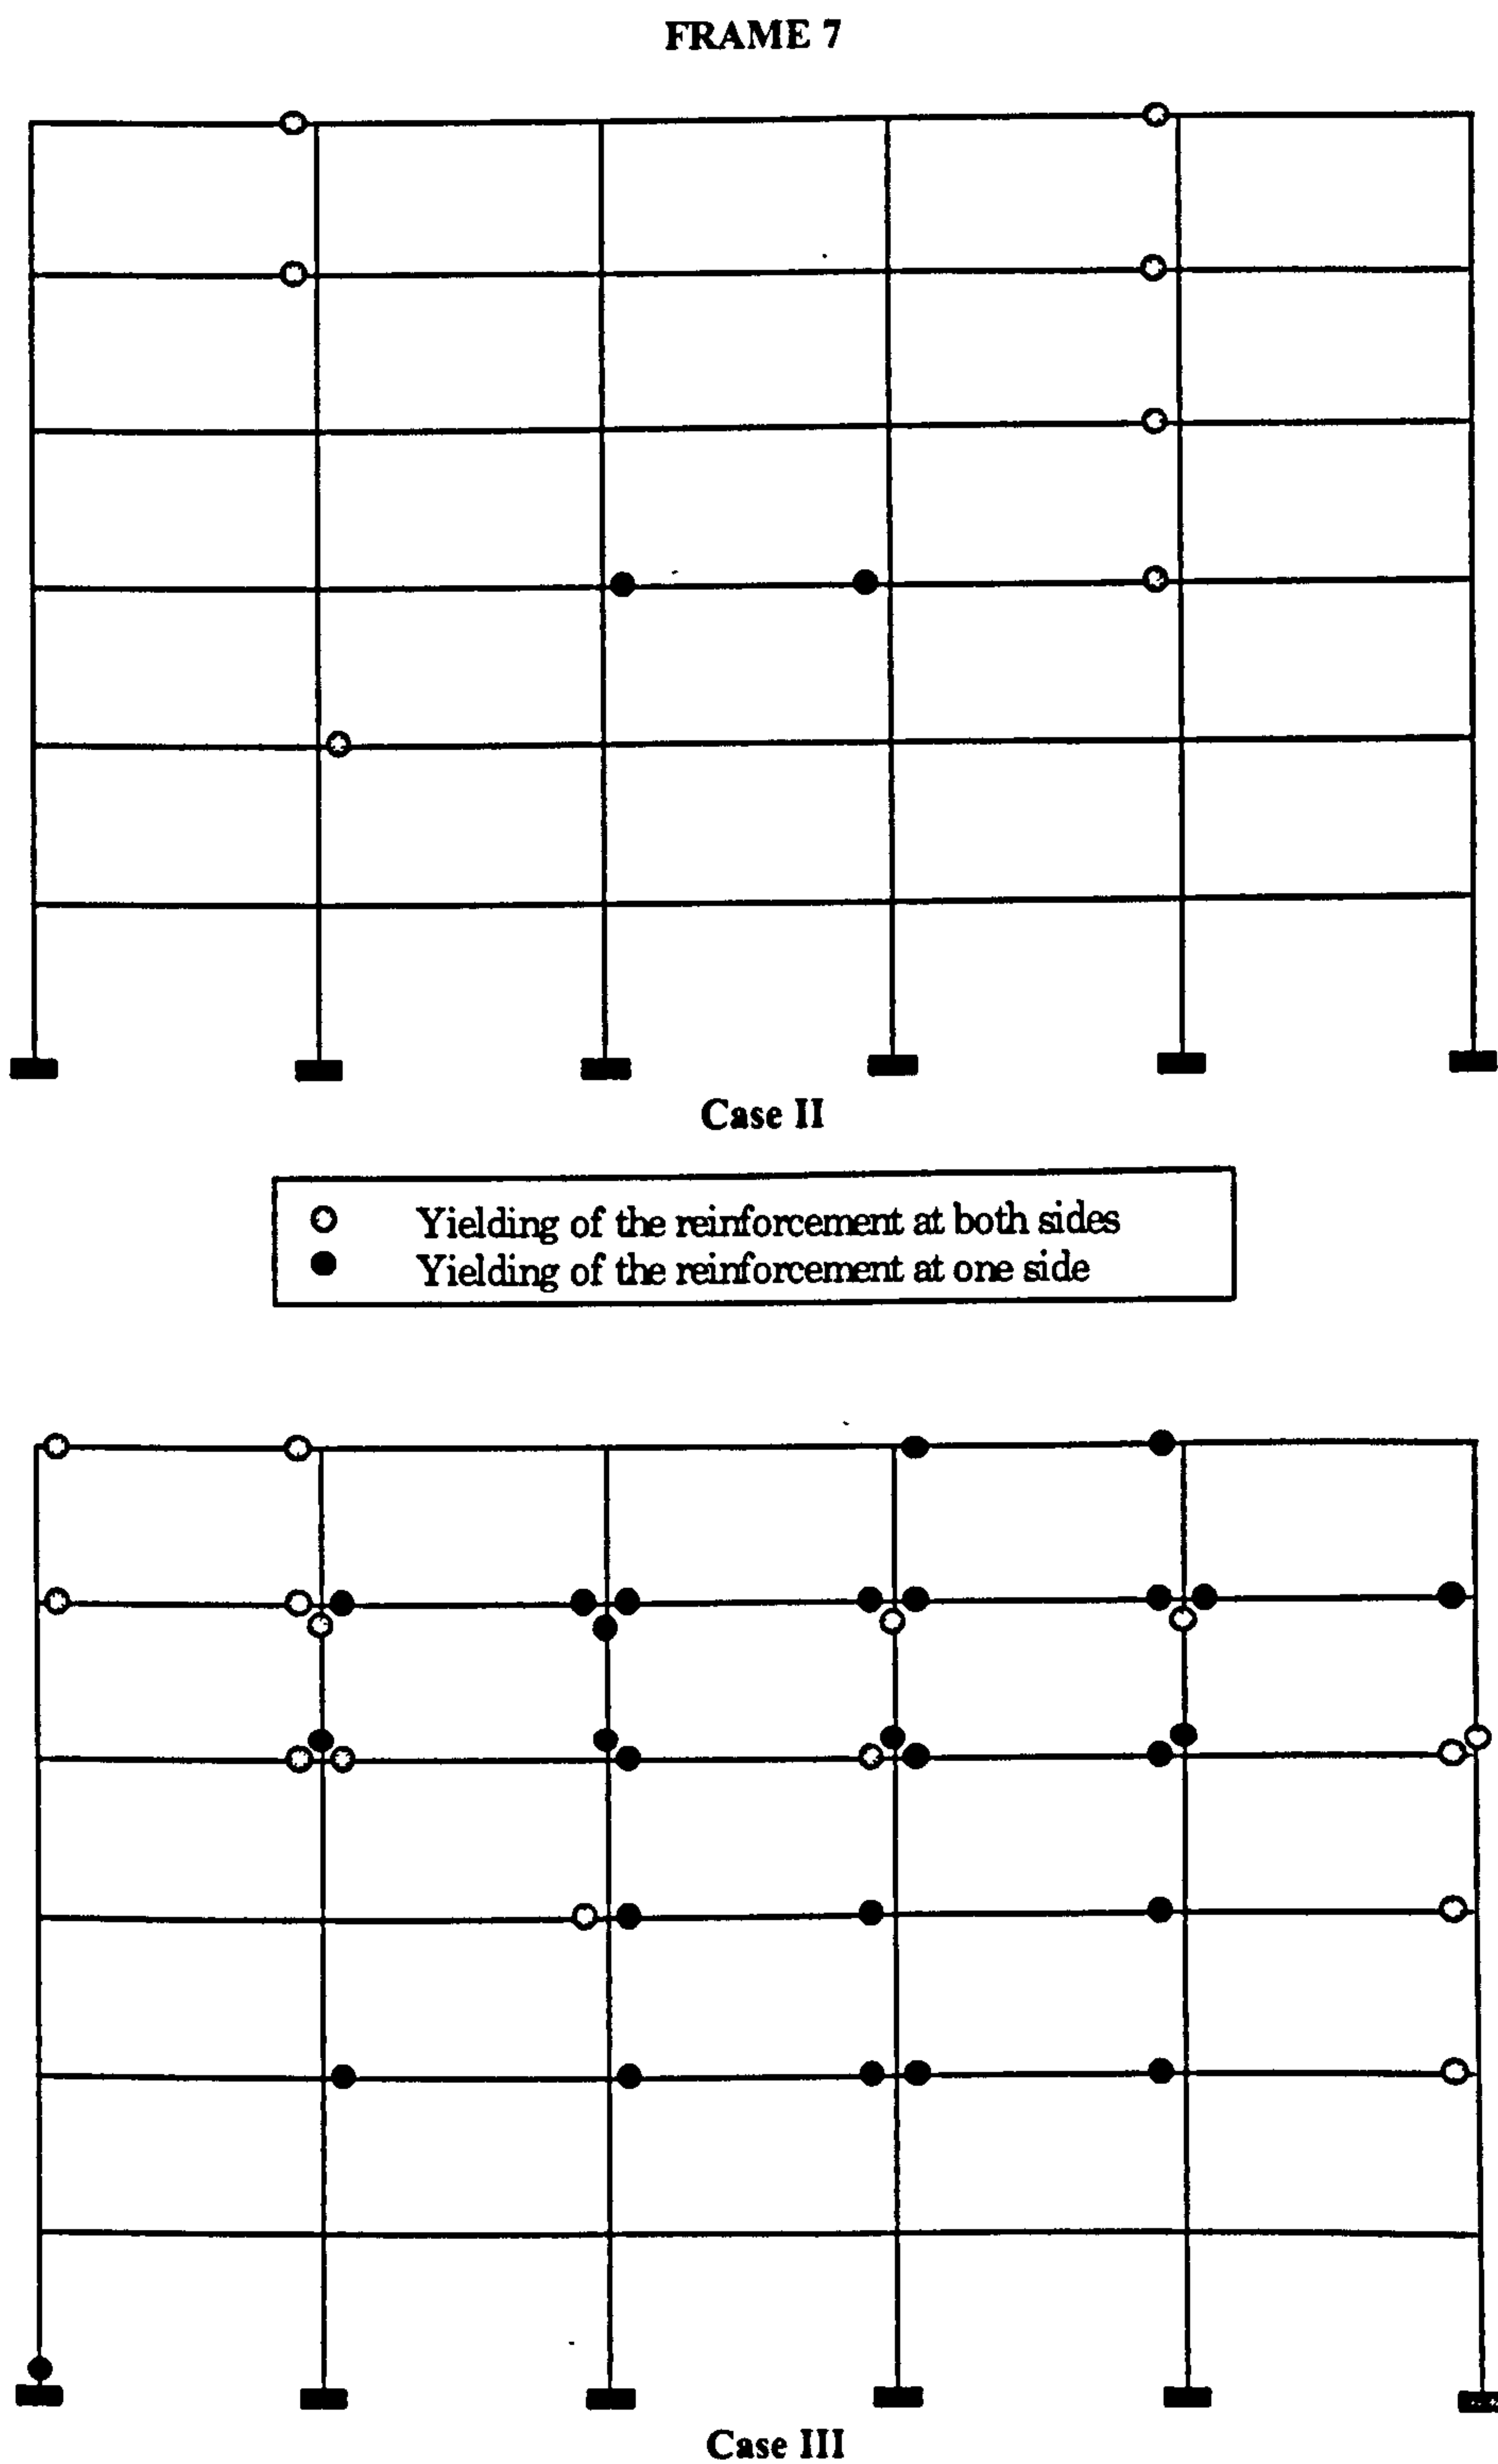 FRAME 7
Case II
Yielding of the reinforcement at both sides
Yielding of the reinforcement at one side
Case III